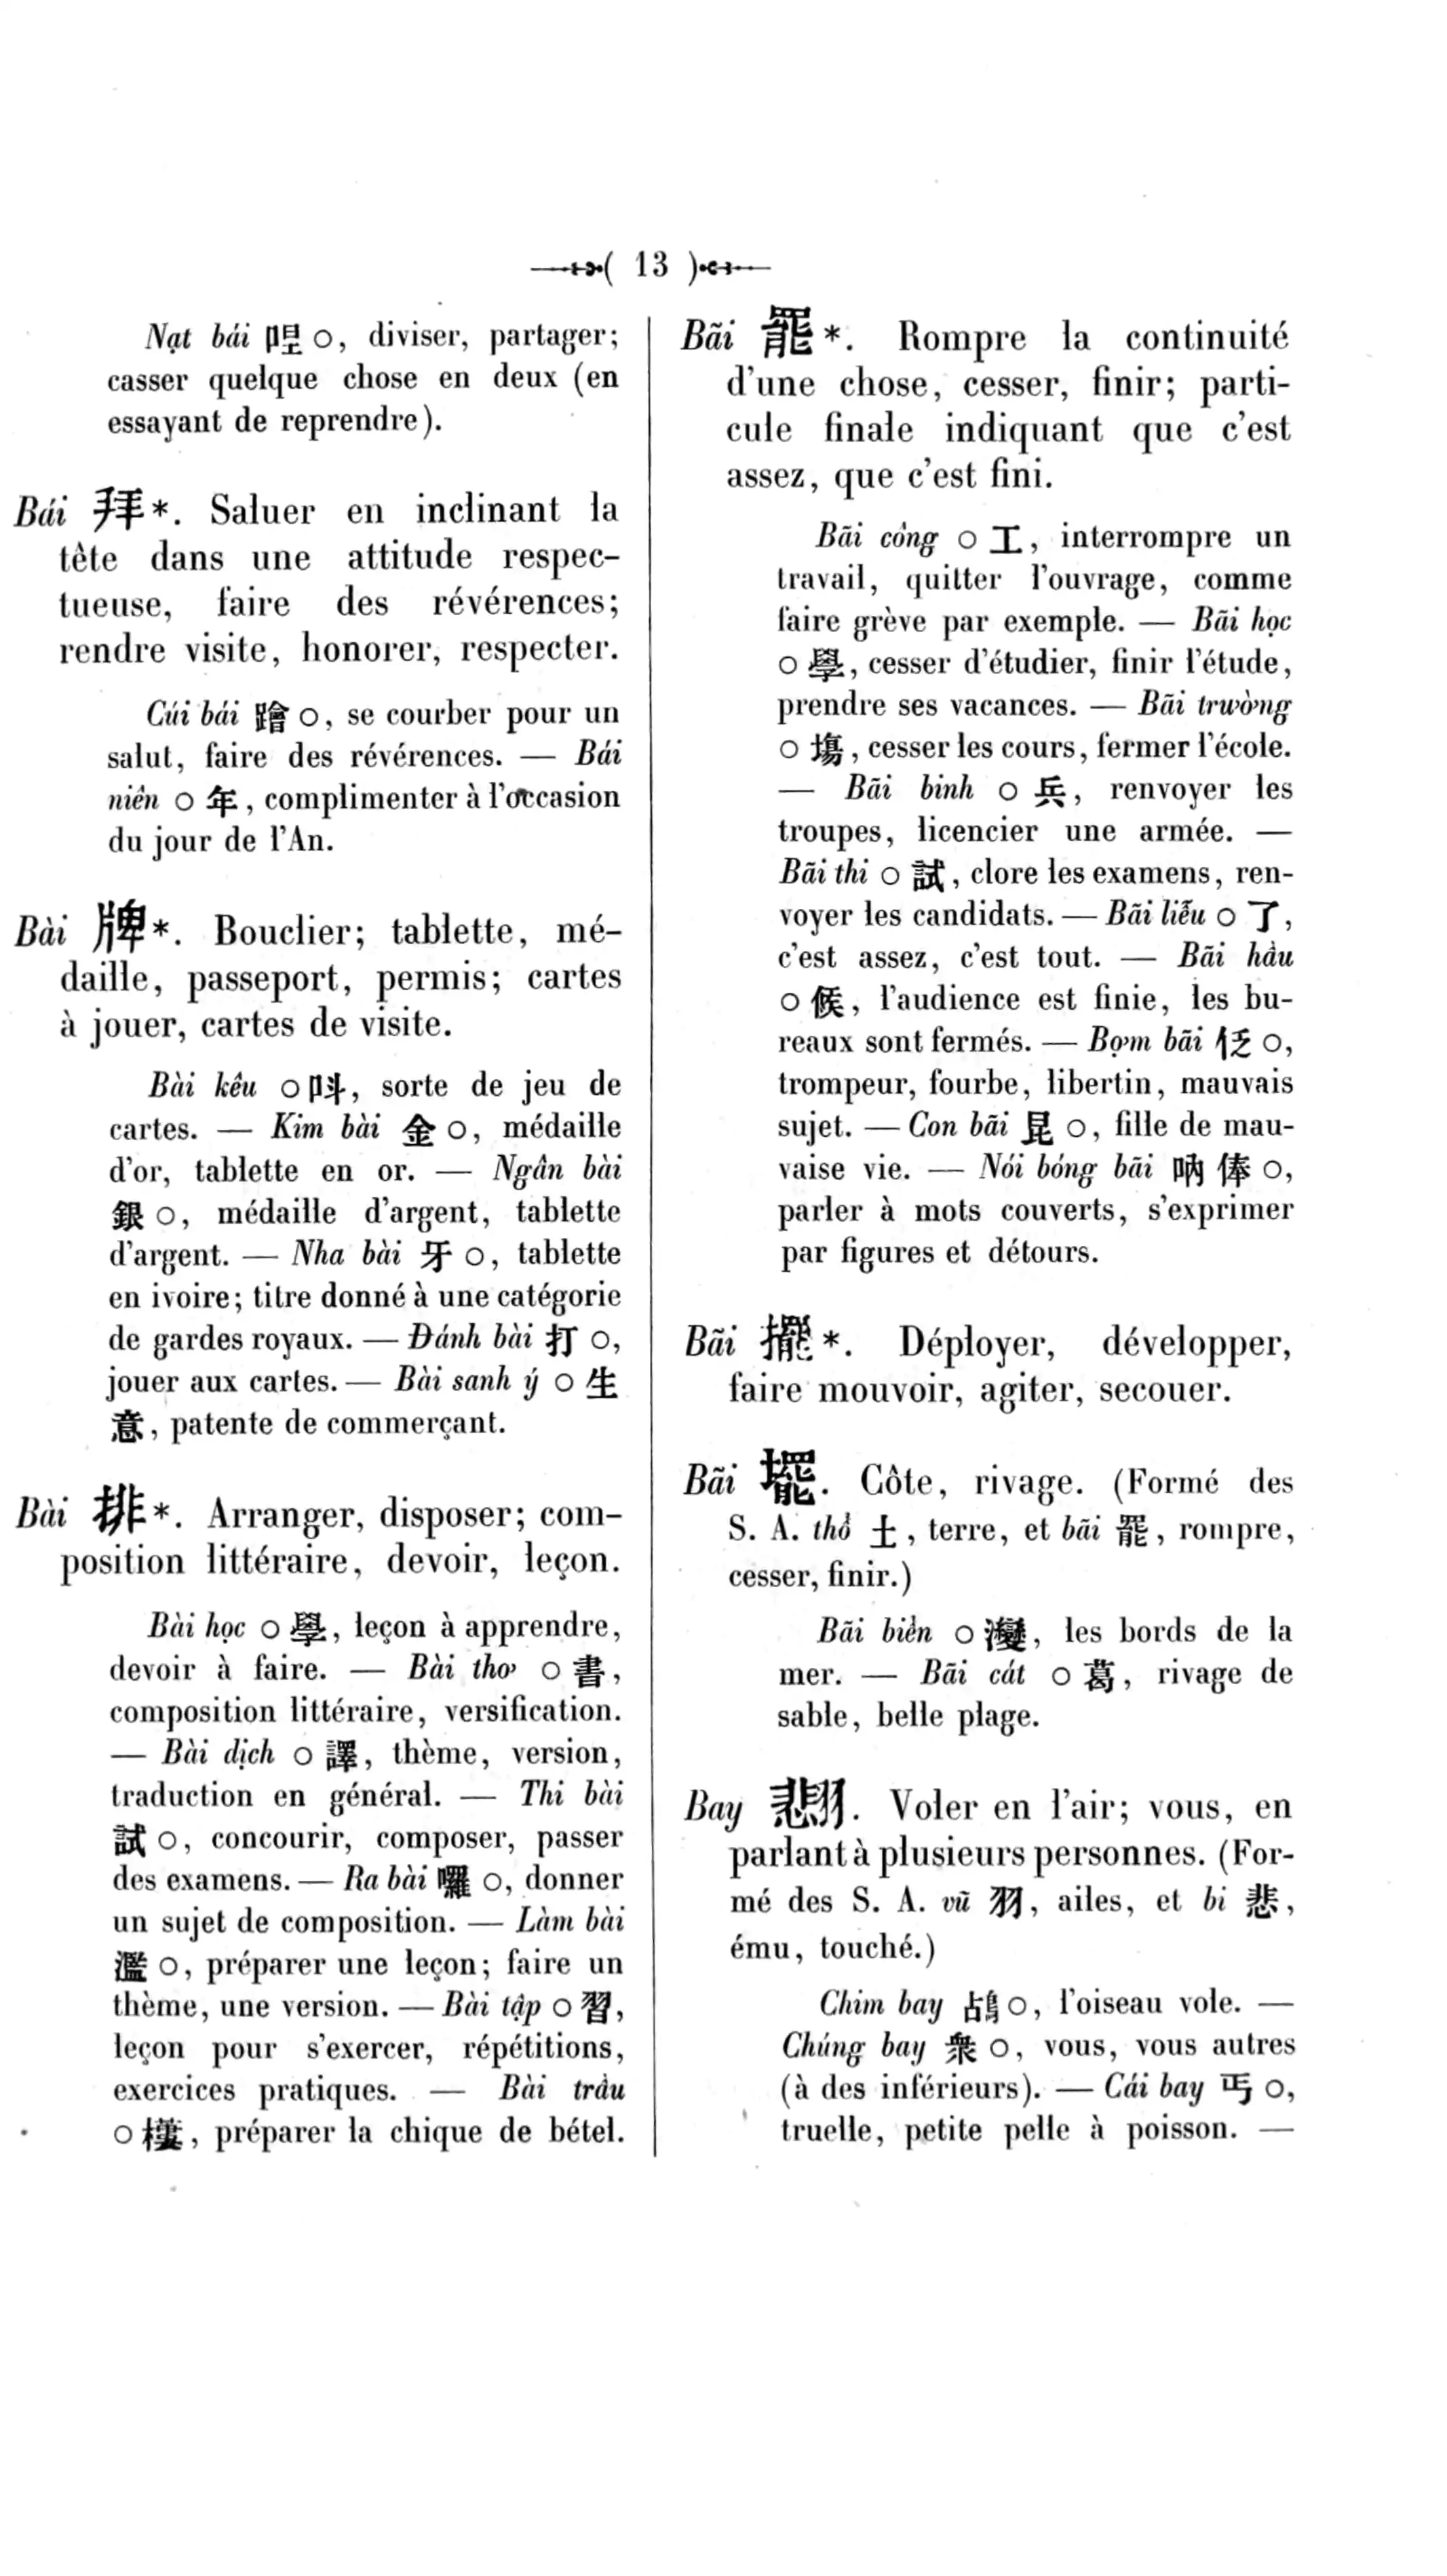 ( 13 )
Nạt bái 㖏 ○, diviser, partager;
casser quelque chose en deux (en
essayant de reprendre).
Bái 拜*. Saluer en inclinant la
tête dans une attitude respec-
tueuse, faire des révérences;
rendre visite, honorer, respecter.
Cúi bái ○, se courber pour un
salut, faire des révérences. — Bái
niên ○ 年, complimenter à l'occasion
du jour de l'An.
Bài 牌*. Bouclier; tablette, mé-
daille, passeport, permis; cartes
à jouer, cartes de visite.
Bài kêu ○ 呌, sorte de jeu de
cartes. — Kim bài 金 ○, médaille
d'or, tablette en or. — Ngân bài
銀 ○, médaille d'argent, tablette
d'argent. — Nha bài 牙 ○, tablette
en ivoire; titre donné à une catégorie
de gardes royaux. — Đánh bài 打 ○,
jouer aux cartes. — Bài sanh ý ○ 生
意, patente de commerçant.
Bài 排*. Arranger, disposer; com-
position littéraire, devoir, leçon.
Bài học ○ 學, leçon à apprendre,
devoir à faire. — Bài thơ ○ 書,
composition littéraire, versification.
— Bài dịch ○ 譯, thème, version,
traduction en général. — Thi bài
試 ○, concourir, composer, passer
des examens. — Ra bài 囉 ○, donner
un sujet de composition. — Làm bài
濫 ○, préparer une leçon; faire un
thème, une version. — Bài tập ○ 習,
leçon pour s'exercer, répétitions,
exercices pratiques. — Bài trầu
○, préparer la chique de bétel.
Bãi 罷*. Rompre la continuité
d'une chose, cesser, finir; parti-
cule finale indiquant que c'est
assez, que c'est fini.
Bãi công ○ 工, interrompre un
travail, quitter l'ouvrage, comme
faire grève par exemple. — Bãi học
○ 學, cesser d'étudier, finir l'étude,
prendre ses vacances. — Bãi trường
○ 塲, cesser les cours, fermer l'école.
— Bãi binh ○ 兵, renvoyer les
troupes, licencier une armée. —
Bãi thi ○ 試, clore les examens, ren-
voyer les candidats. — Bãi liễu ○ 了,
c'est assez, c'est tout. — Bãi hầu
○ 候, l'audience est finie, les bu-
reaux sont fermés. — Bợm bãi 㐲 ○,
trompeur, fourbe, libertin, mauvais
sujet. — Con bãi 昆 ○, fille de mau-
vaise vie. — Nói bóng bãi 吶 俸 ○,
parler à mots couverts, s'exprimer
par figures et détours.
Bãi 擺*. Déployer, développer,
faire mouvoir, agiter, secouer.
Bãi . Côte, rivage. (Formé des
S. A. thổ 土, terre, et bãi 罷, rompre,
cesser, finir.)
Bãi biển ○, les bords de la
mer. — Bãi cát ○ 葛, rivage de
sable, belle plage.
Bay . Voler en l'air; vous, en
parlant à plusieurs personnes. (For-
mé des S. A. vũ 羽, ailes, et bi 悲,
ému, touché.)
Chim bay ○, l'oiseau vole. —
Chúng bay 衆 ○, vous, vous autres
(à des inférieurs). — Cái bay 丐 ○,
truelle, petite pelle à poisson. —